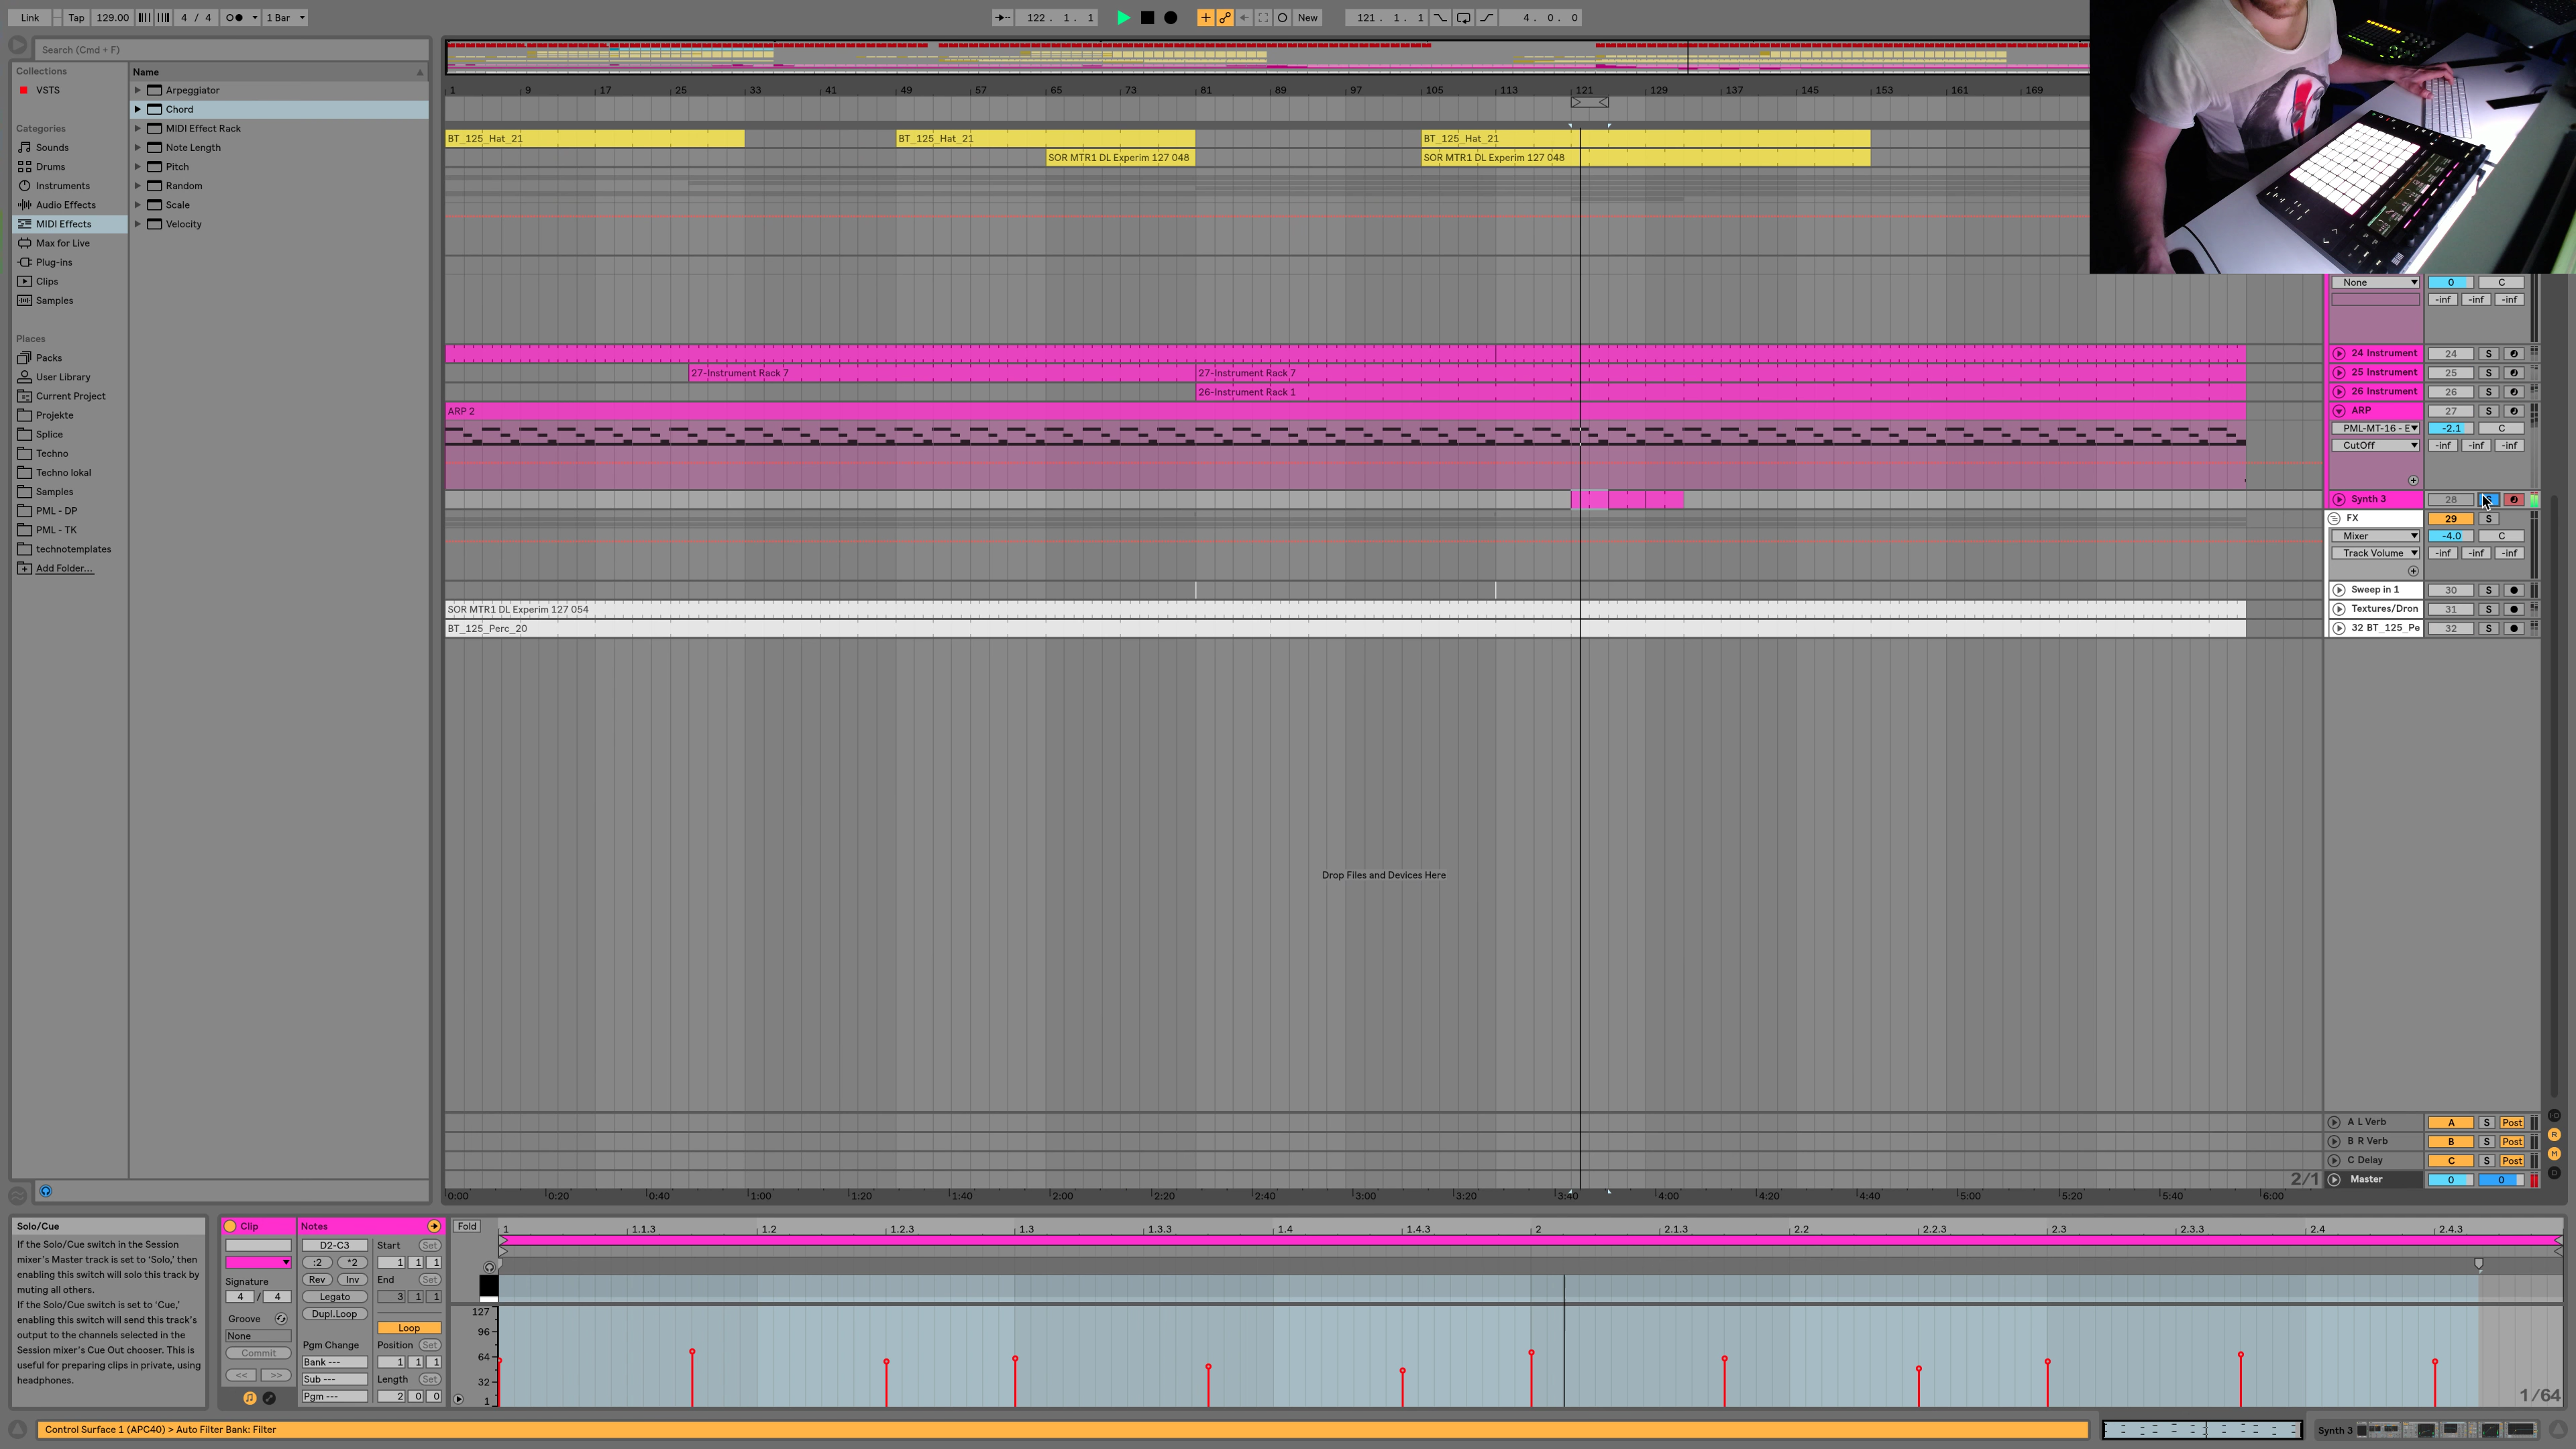 Link
Tap
129.00
4 / 4
1 Bar
122 . 1 . 1
New
121 . 1 . 1
4 . 0 . 0
Search (Cmd + F)
Collections
VSTS
Categories
Sounds
Drums
Instruments
Audio Effects
MIDI Effects
Max for Live
Plug-ins
Clips
Samples
Places
Packs
User Library
Current Project
Projekte
Splice
Techno
Techno lokal
Samples
PML - DP
PML - TK
technotemplates
Add Folder...
Name
Arpeggiator
Chord
MIDI Effect Rack
Note Length
Pitch
Random
Scale
Velocity
1 9 17 25 33 41 49 57 65 73 81 89 97 105 113 121 129 137 145 153 161 169
BT_125_Hat_21 BT_125_Hat_21 BT_125_Hat_21
SOR MTR1 DL Experim 127 048 SOR MTR1 DL Experim 127 048
None 0 C
-inf -inf -inf
24 Instrument 24 S
27-Instrument Rack 7 27-Instrument Rack 7 25 Instrument 25 S
26-Instrument Rack 1 26 Instrument 26 S
ARP 2 ARP 27 S
PML-MT-16 - E -2.1 C
CutOff -inf -inf -inf
Synth 3 28
FX 29 S
Mixer -4.0 C
Track Volume -inf -inf -inf
Sweep in 1 30 S
SOR MTR1 DL Experim 127 054 Textures/Dron 31 S
BT_125_Perc_20 32 BT_125_Pe 32 S
Drop Files and Devices Here
A L Verb A S Post
B R Verb B S Post
C Delay C S Post
2/1 Master 0 0
0:00 0:20 0:40 1:00 1:20 1:40 2:00 2:20 2:40 3:00 3:20 3:40 4:00 4:20 4:40 5:00 5:20 5:40 6:00
R
M
Solo/Cue
If the Solo/Cue switch in the Session
mixer's Master track is set to 'Solo,' then
enabling this switch will solo this track by
muting all others.
If the Solo/Cue switch is set to 'Cue,'
enabling this switch will send this track's
output to the channels selected in the
Session mixer's Cue Out chooser. This is
useful for preparing clips in private, using
headphones.
Clip
Signature
4 / 4
Groove
None
Commit
<< >>
Notes
D2-C3
:2 *2
Rev Inv
Legato
Dupl.Loop
Pgm Change
Bank ---
Sub ---
Pgm ---
Start Set
1 1 1
End Set
3 1 1
Loop
Position Set
1 1 1
Length Set
2 0 0
Fold
1 1.1.3 1.2 1.2.3 1.3 1.3.3 1.4 1.4.3 2 2.1.3 2.2 2.2.3 2.3 2.3.3 2.4 2.4.3
127
96
64
32
1
1/64
Control Surface 1 (APC40) > Auto Filter Bank: Filter
Synth 3